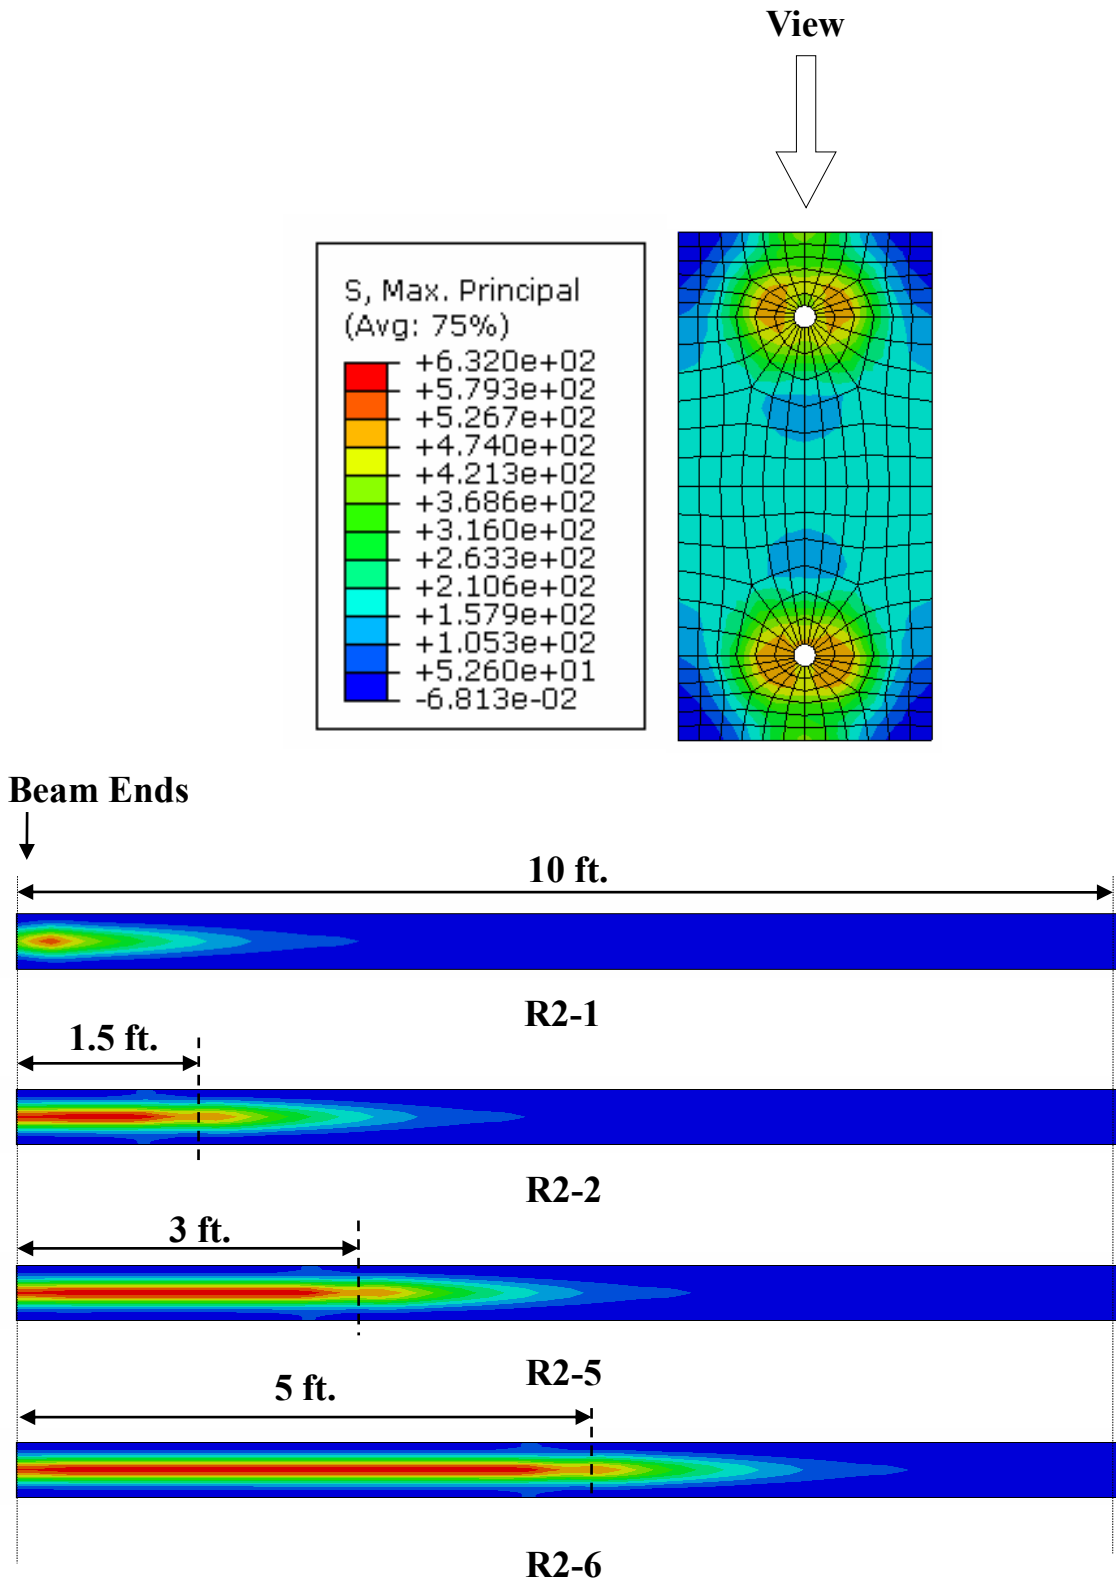 View
S, Max. Principal
(Avg: 75%)
+6.320e+02
+5.793e+02
+5.267e+02
+4.740e+02
+4.213e+02
+3.686e+02
+3.160e+02
+2.633e+02
+2.106e+02
+1.579e+02
+1.053e+02
+5.260e+01
-6.813e-02
Beam Ends
10 ft.
R2-1
1.5 ft.
R2-2
3 ft.
R2-5
5 ft.
R2-6